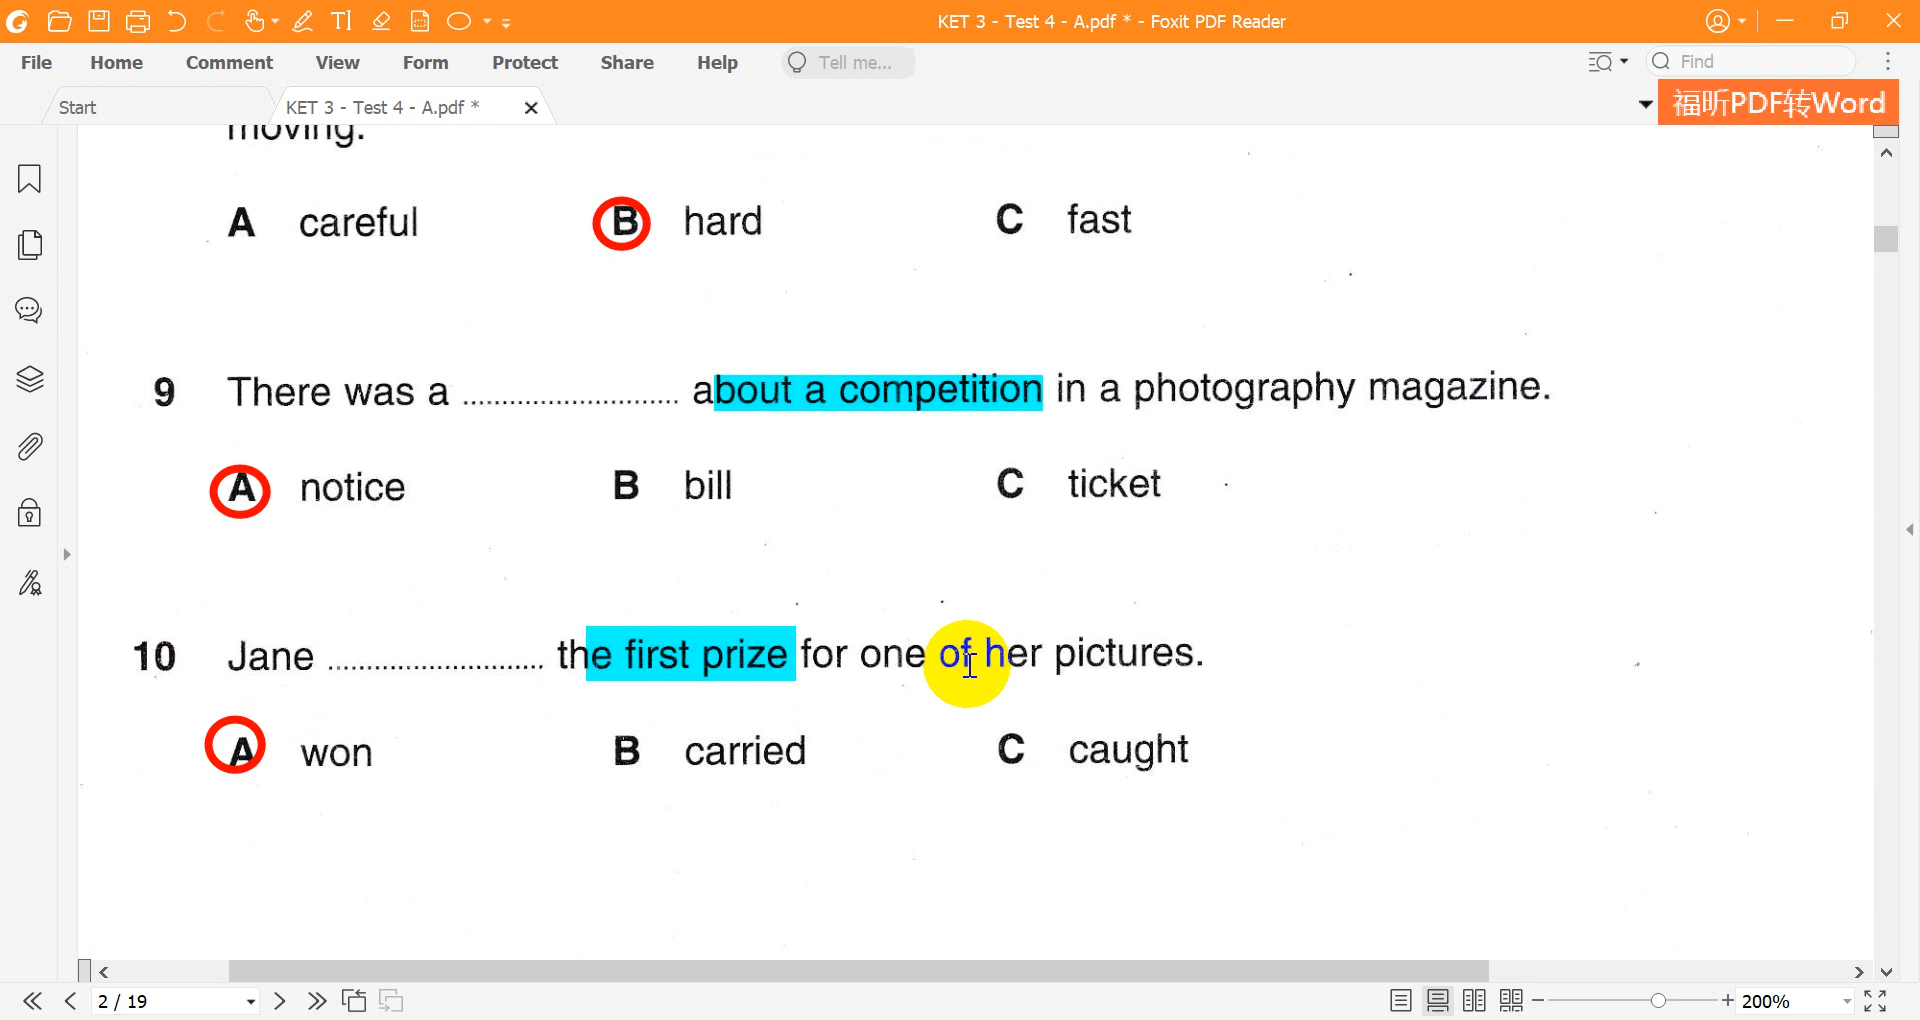 KET 3 - Test 4 - A.pdf * - Foxit PDF Reader
File Home Comment View Form Protect Share Help Tell me... Find
Start KET 3 - Test 4 - A.pdf * 福昕PDF转Word
moving.
A careful B hard C fast
9 There was a ............................ about a competition in a photography magazine.
A notice B bill C ticket
10 Jane ............................ the first prize for one of her pictures.
A won B carried C caught
2 / 19 200%